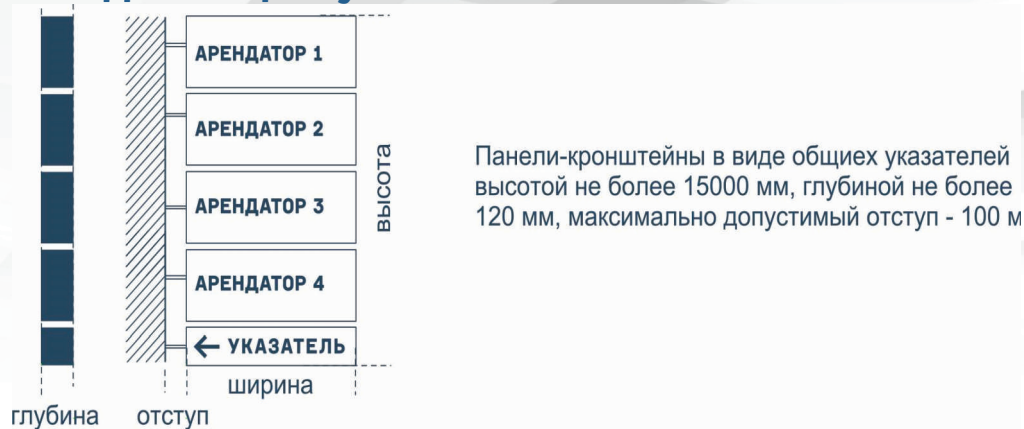 АРЕНДАТОР 1
АРЕНДАТОР 2
АРЕНДАТОР 3
АРЕНДАТОР 4
← УКАЗАТЕЛЬ
высота
ширина
глубина
отступ
Панели-кронштейны в виде общиех указателей
высотой не более 15000 мм, глубиной не более
120 мм, максимально допустимый отступ - 100 м